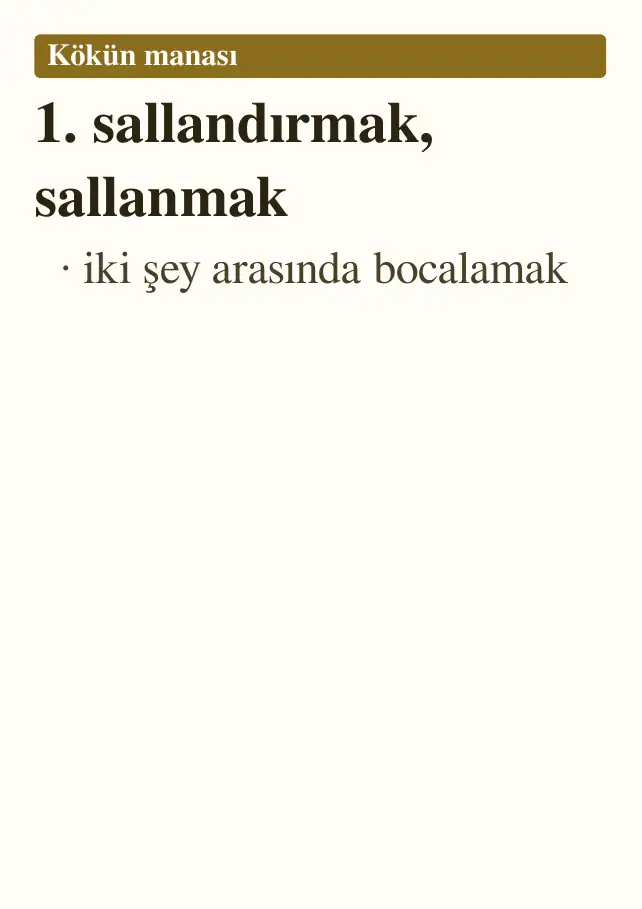 Kökün manası
1. sallandırmak,
sallanmak
· iki şey arasında bocalamak